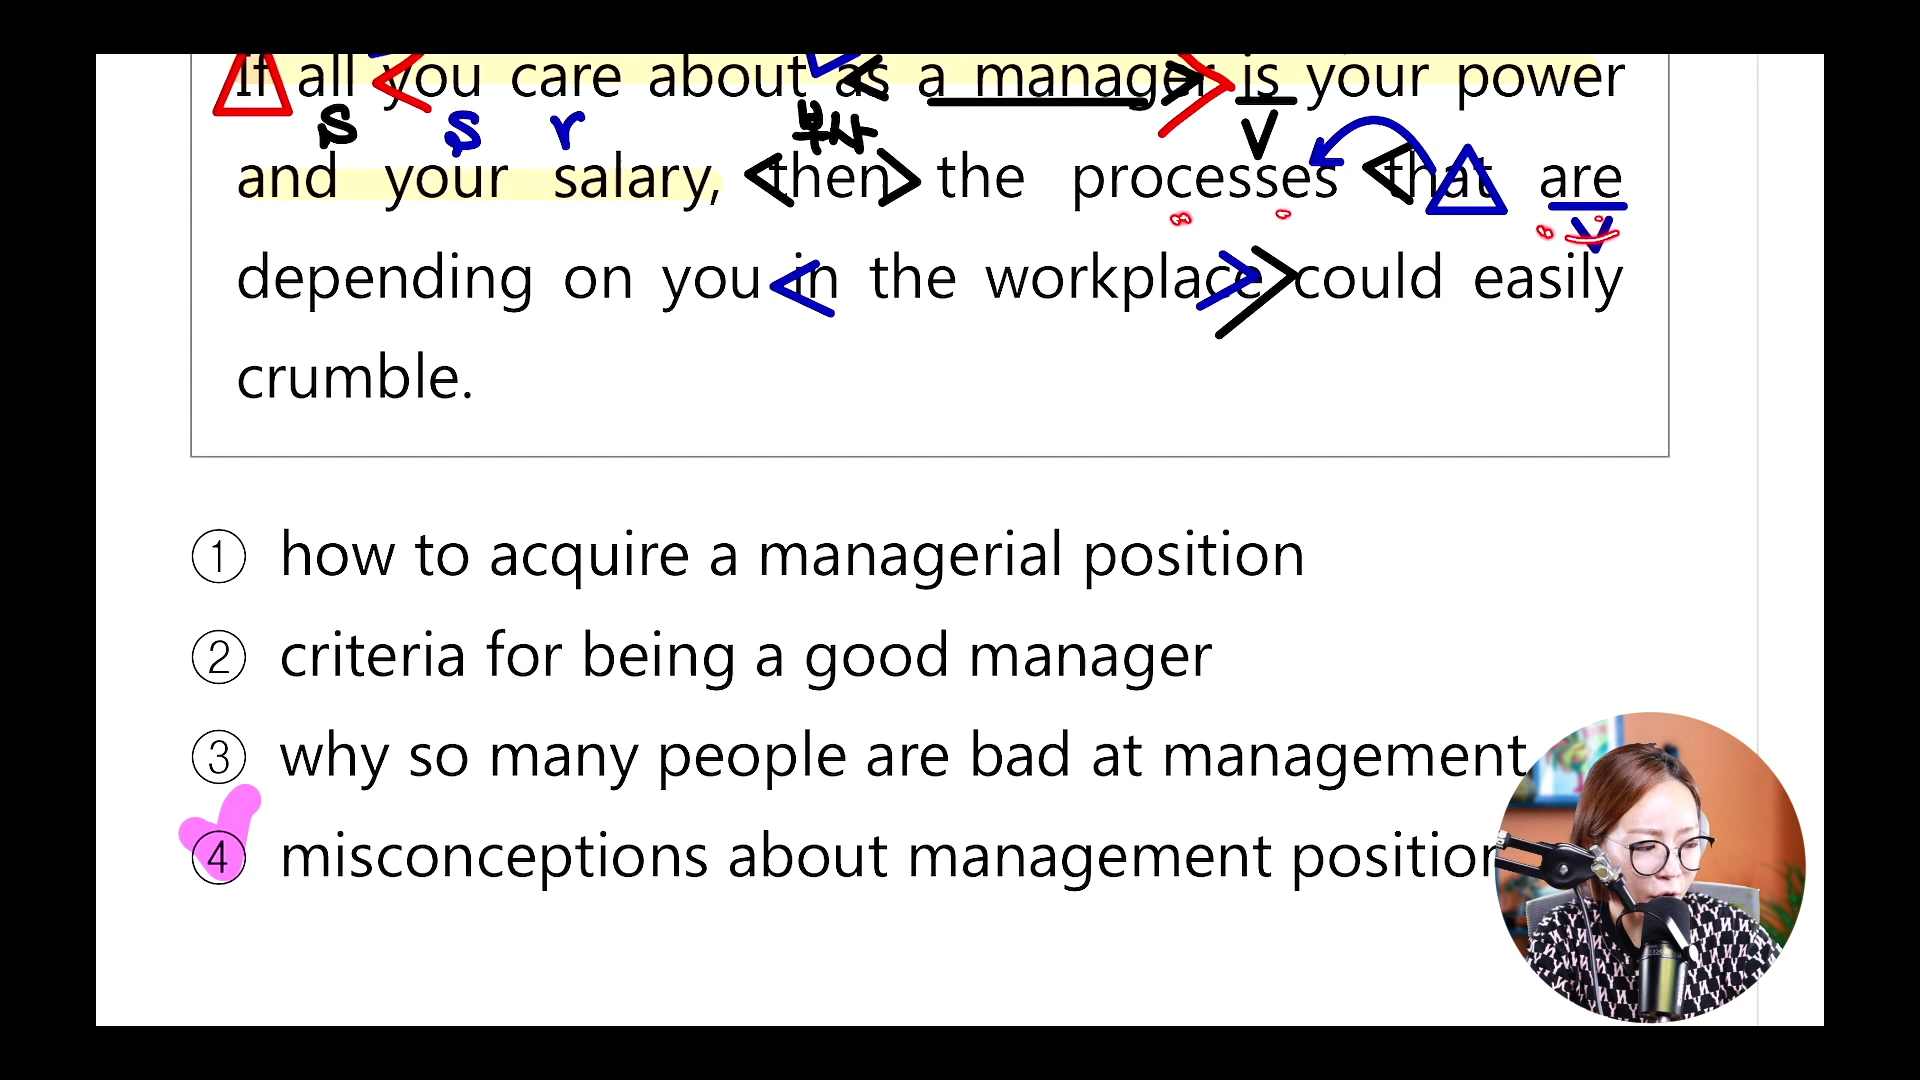 If all you care about as a manager is your power
S S r 부사 V
and your salary, then the processes that are
V
depending on you in the workplace could easily
crumble.
① how to acquire a managerial position
② criteria for being a good manager
③ why so many people are bad at management
④ misconceptions about management position